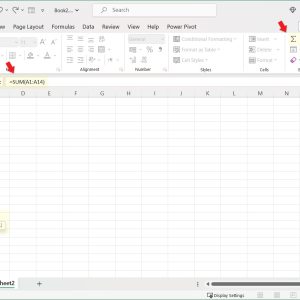 Book2...
Page Layout Formulas Data Review View Automate Help Power Pivot
Conditional Formatting
Format as Table
Cell Styles
Insert
Delete
Format
Alignment Number Styles Cells
=SUM(A1:A14)
D E F G H I J K L M N
heet2
Display Settings